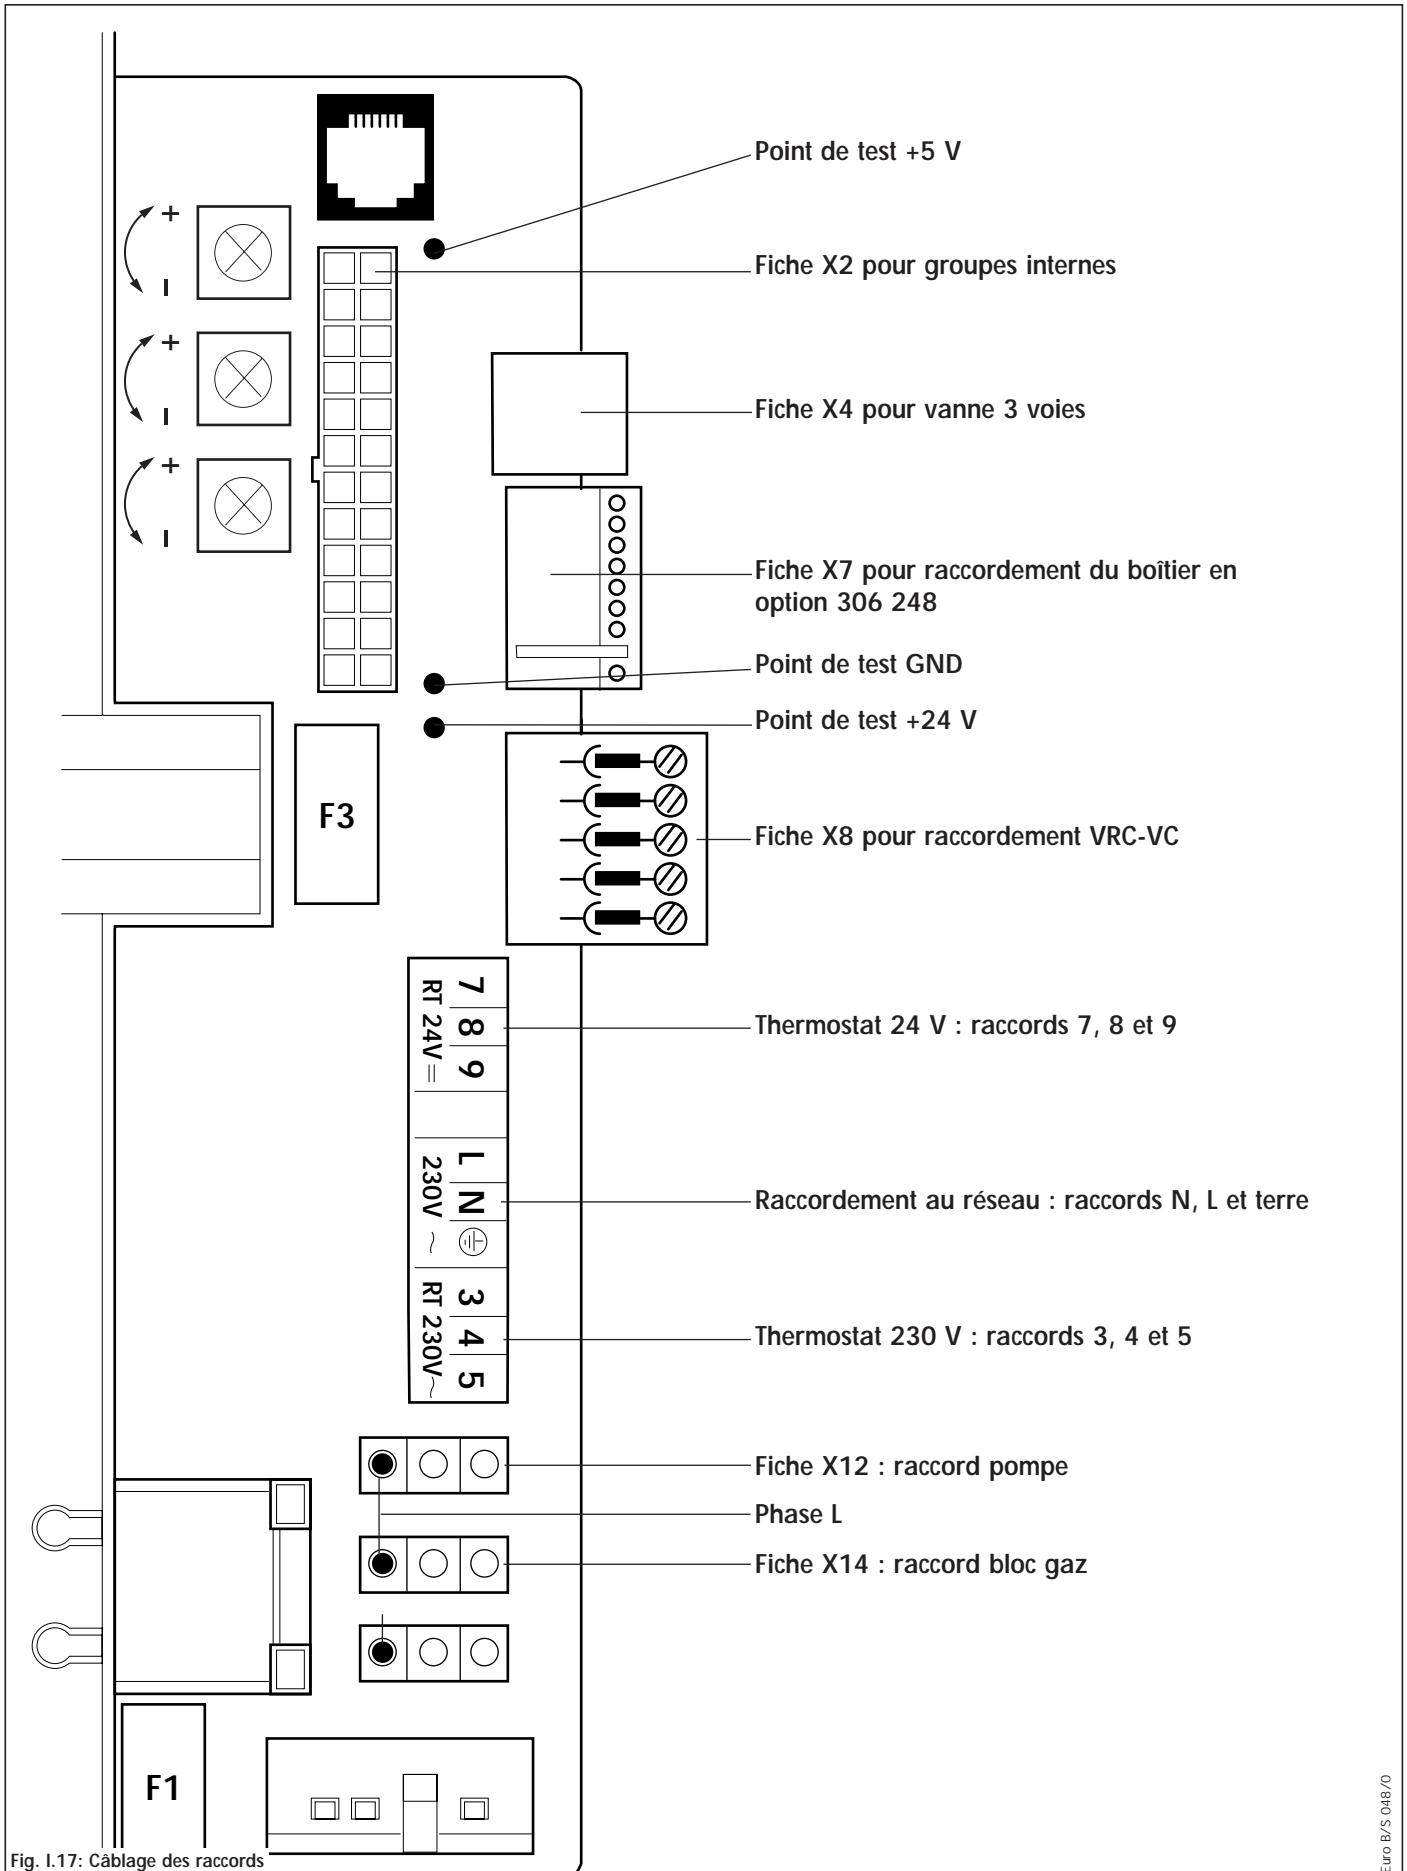 Point de test +5 V
+
Fiche X2 pour groupes internes
–
+
Fiche X4 pour vanne 3 voies
–
+
–
Fiche X7 pour raccordement du boîtier en
option 306 248
Point de test GND
Point de test +24 V
F3
Fiche X8 pour raccordement VRC-VC
7 8 9
RT 24V =
Thermostat 24 V : raccords 7, 8 et 9
L N
230V ~
Raccordement au réseau : raccords N, L et terre
3 4 5
RT 230V~
Thermostat 230 V : raccords 3, 4 et 5
Fiche X12 : raccord pompe
Phase L
Fiche X14 : raccord bloc gaz
F1
Euro B/S 048/0
Fig. I.17: Câblage des raccords